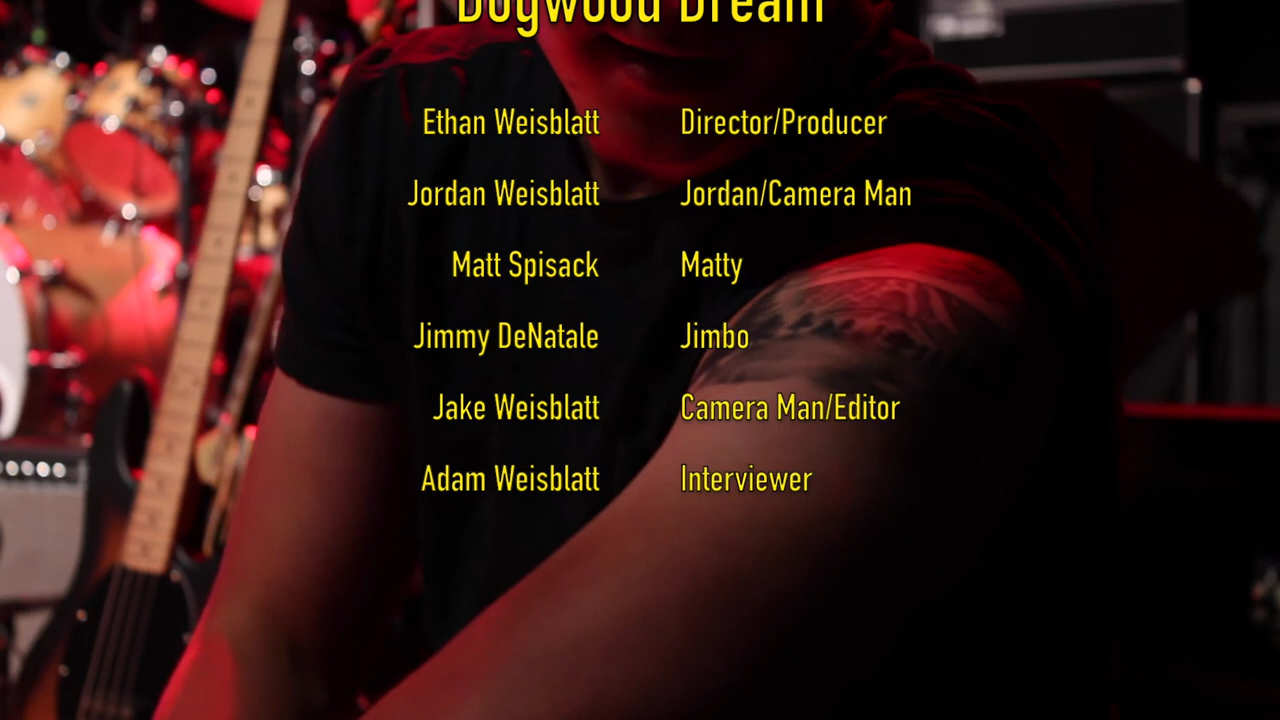 Dogwood Dream
Ethan Weisblatt Director/Producer
Jordan Weisblatt Jordan/Camera Man
Matt Spisack Matty
Jimmy DeNatale Jimbo
Jake Weisblatt Camera Man/Editor
Adam Weisblatt Interviewer